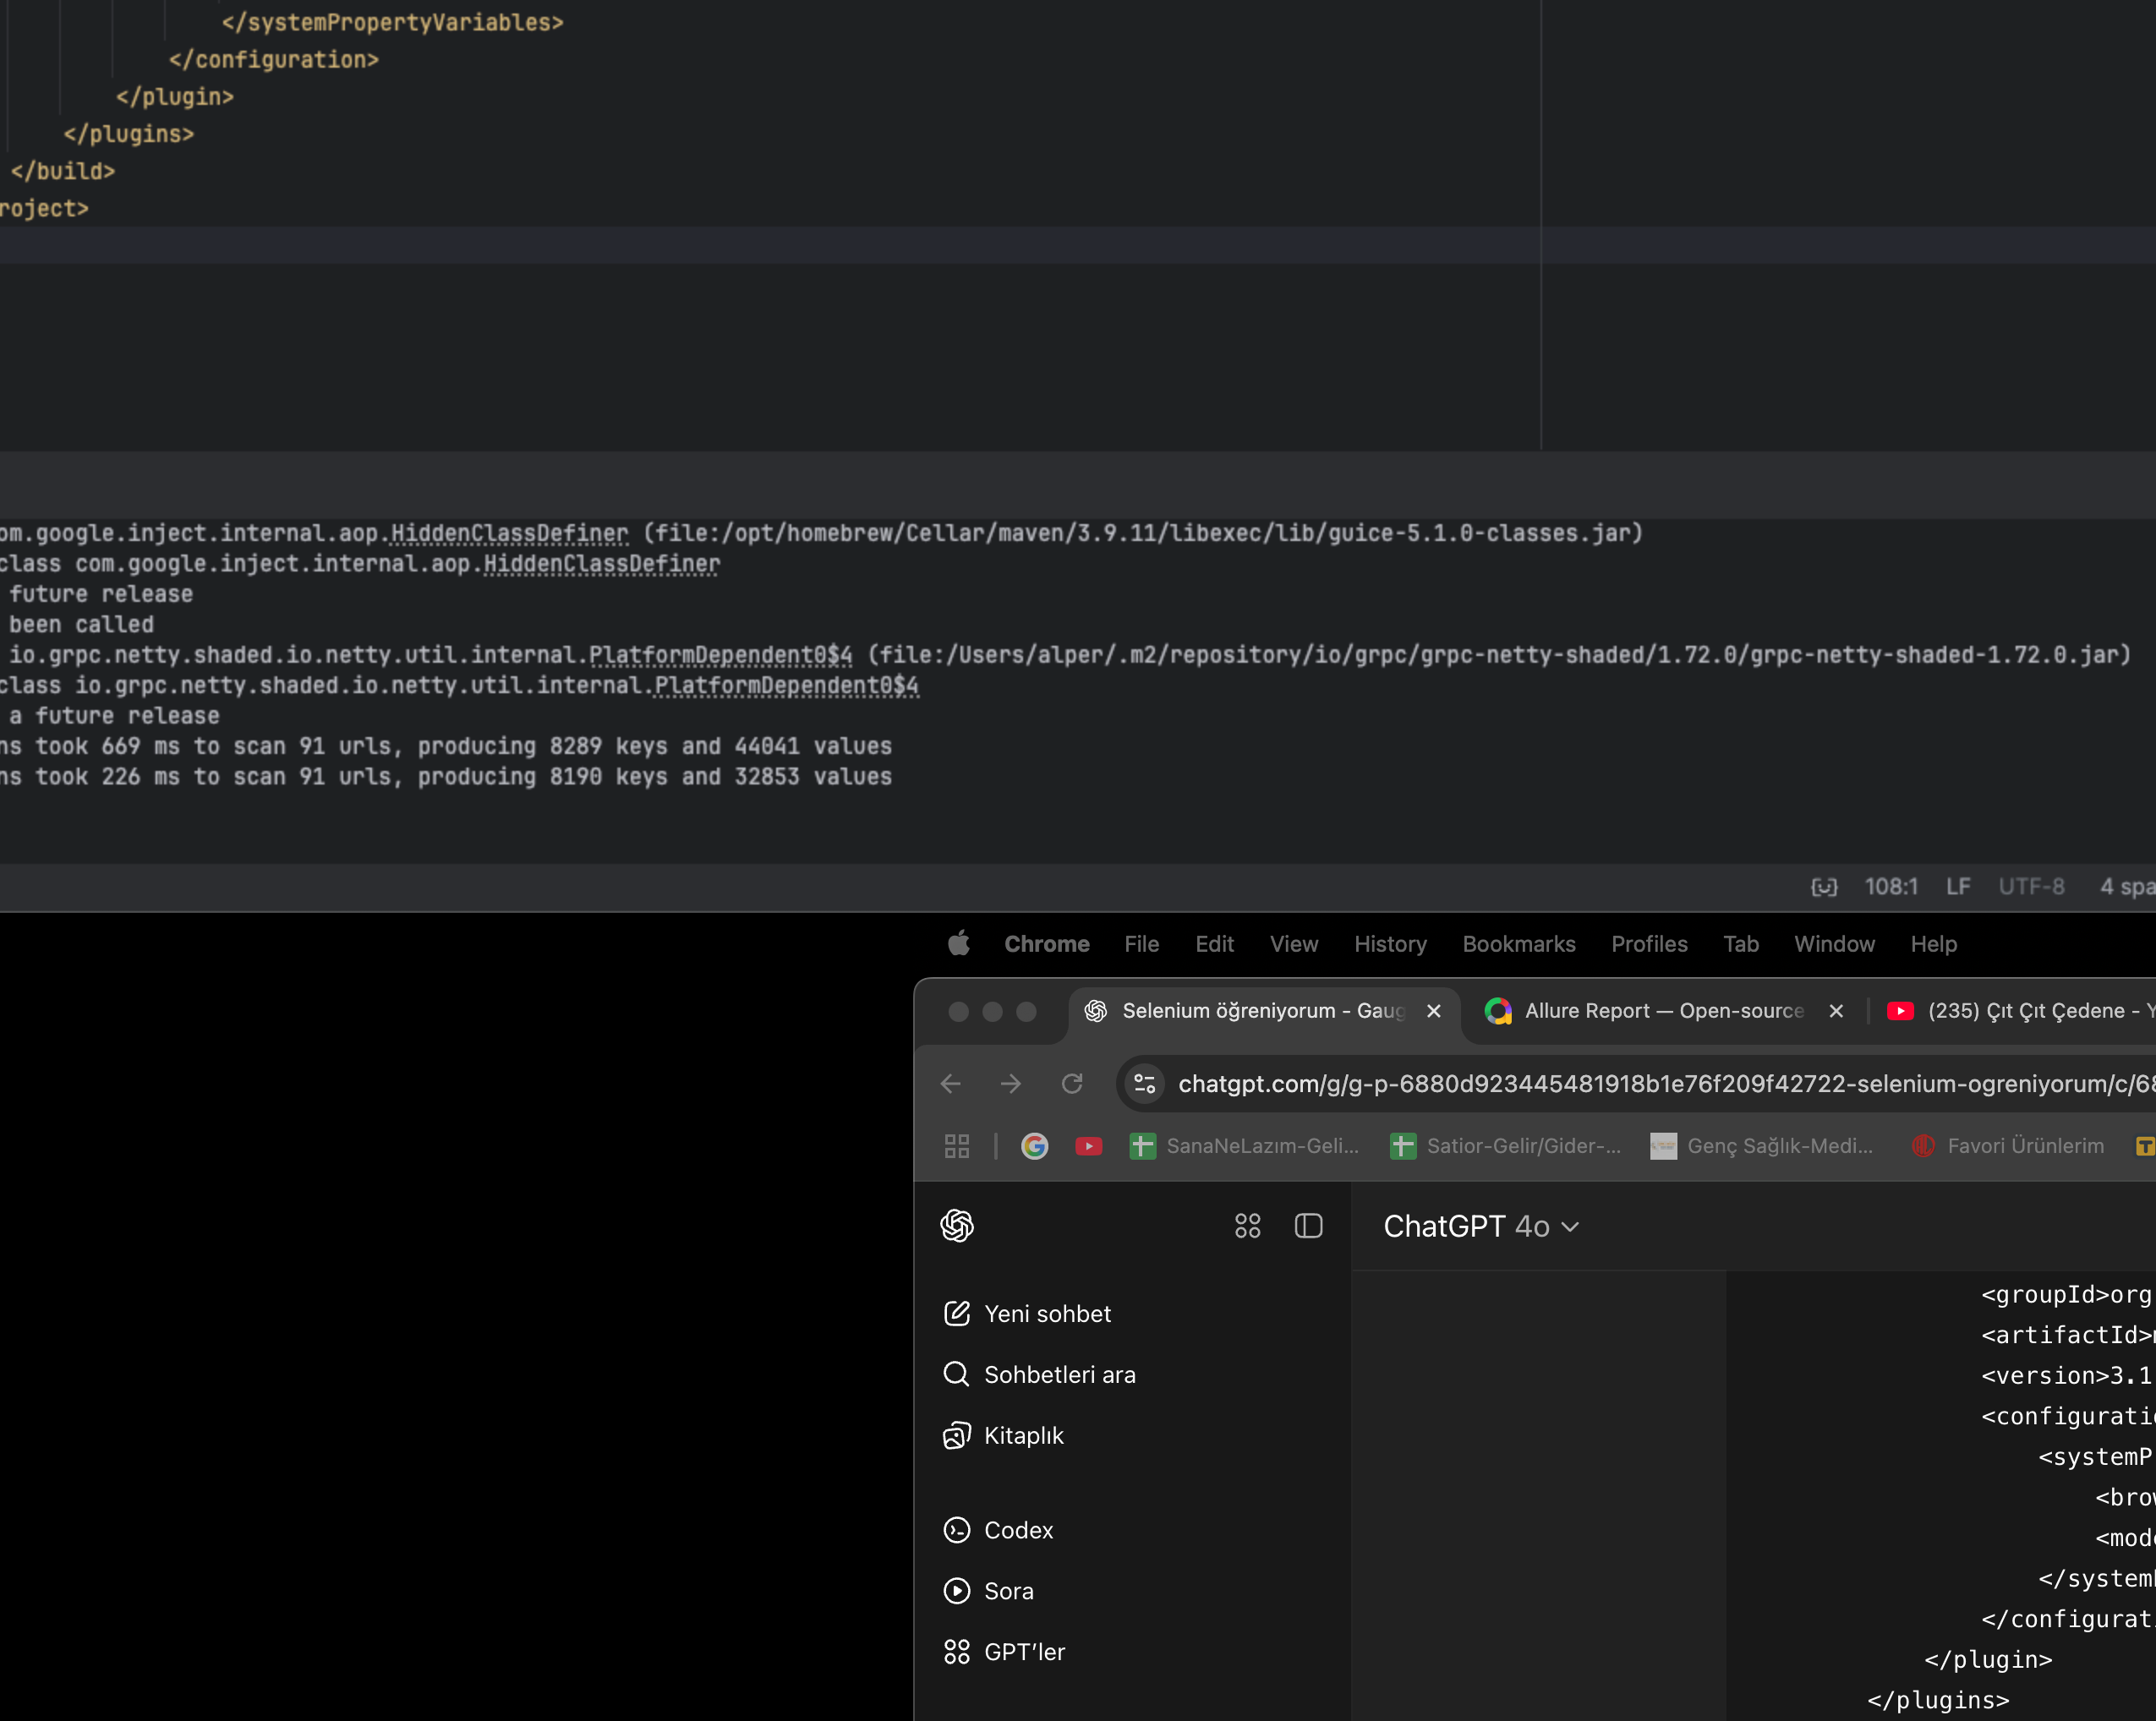 </systemPropertyVariables>
</configuration>
</plugin>
</plugins>
</build>
roject>
om.google.inject.internal.aop.HiddenClassDefiner (file:/opt/homebrew/Cellar/maven/3.9.11/libexec/lib/guice-5.1.0-classes.jar)
class com.google.inject.internal.aop.HiddenClassDefiner
future release
been called
io.grpc.netty.shaded.io.netty.util.internal.PlatformDependent0$4 (file:/Users/alper/.m2/repository/io/grpc/grpc-netty-shaded/1.72.0/grpc-netty-shaded-1.72.0.jar)
class io.grpc.netty.shaded.io.netty.util.internal.PlatformDependent0$4
a future release
ns took 669 ms to scan 91 urls, producing 8289 keys and 44041 values
ns took 226 ms to scan 91 urls, producing 8190 keys and 32853 values
108:1 LF UTF-8 4 spa
Chrome File Edit View History Bookmarks Profiles Tab Window Help
Selenium öğreniyorum - Gaug Allure Report — Open-source (235) Çıt Çıt Çedene - Y
chatgpt.com/g/g-p-6880d923445481918b1e76f209f42722-selenium-ogreniyorum/c/68
SanaNeLazım-Geli... Satior-Gelir/Gider-... Genç Sağlık-Medi... Favori Ürünlerim
ChatGPT 4o
Yeni sohbet
Sohbetleri ara
Kitaplık
Codex
Sora
GPT'ler
<groupId>org
<artifactId>
<version>3.1
<configurati
<systemP
<brow
<mode
</system
</configurat
</plugin>
</plugins>